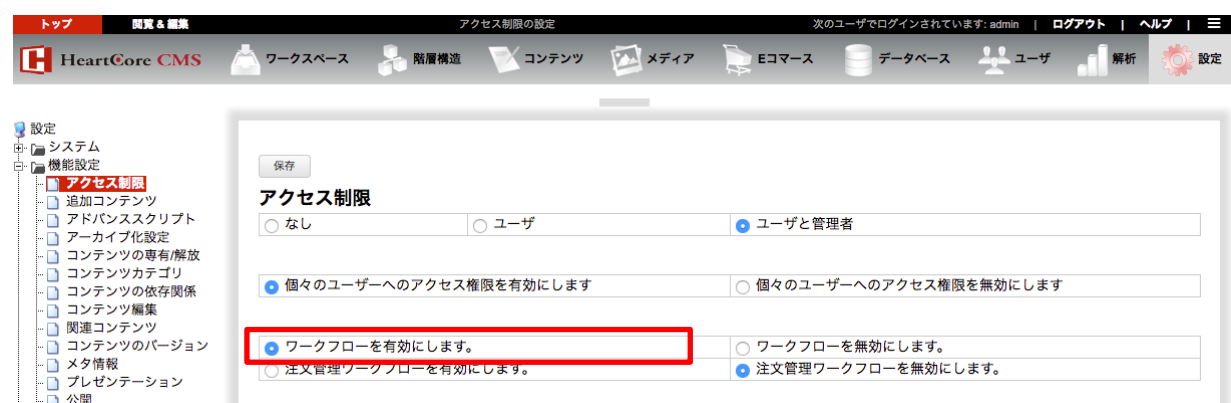 トップ 閲覧 & 編集 アクセス制限の設定 次のユーザでログインされています: admin | ログアウト | ヘルプ |
HeartCore CMS ワークスペース 階層構造 コンテンツ メディア Eコマース データベース ユーザ 解析 設定
設定
システム
機能設定
アクセス制限
追加コンテンツ
アドバンススクリプト
アーカイブ化設定
コンテンツの専有/解放
コンテンツカテゴリ
コンテンツの依存関係
コンテンツ編集
関連コンテンツ
コンテンツのバージョン
メタ情報
プレゼンテーション
公開
保存
アクセス制限
なし ユーザ ユーザと管理者
個々のユーザーへのアクセス権限を有効にします 個々のユーザーへのアクセス権限を無効にします
ワークフローを有効にします。 ワークフローを無効にします。
注文管理ワークフローを有効にします。 注文管理ワークフローを無効にします。